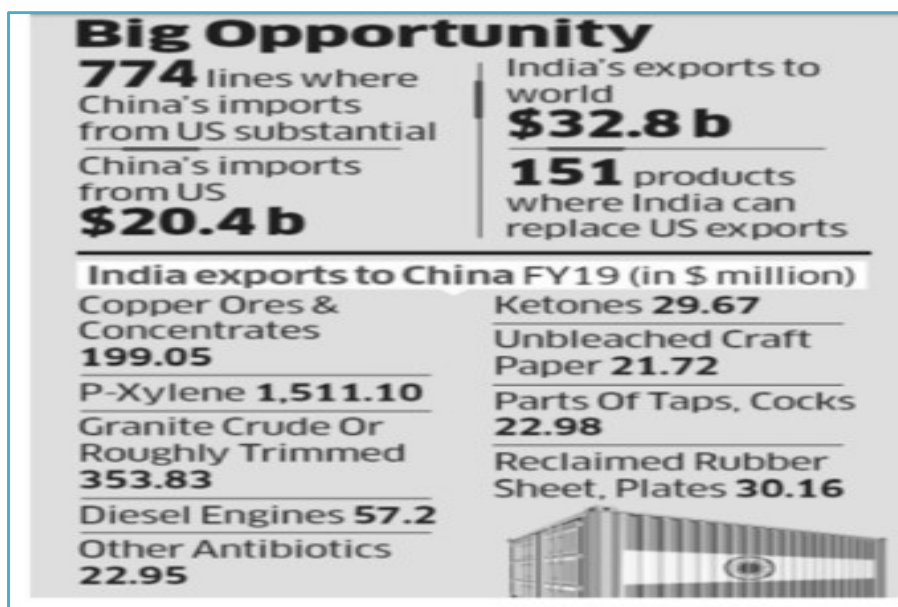 Big Opportunity
774 lines where
China's imports
from US substantial
China's imports
from US
$20.4 b
India's exports to
world
$32.8 b
151 products
where India can
replace US exports
India exports to China FY19 (in $ million)
Copper Ores &
Concentrates
199.05
P-Xylene 1,511.10
Granite Crude Or
Roughly Trimmed
353.83
Diesel Engines 57.2
Other Antibiotics
22.95
Ketones 29.67
Unbleached Craft
Paper 21.72
Parts Of Taps, Cocks
22.98
Reclaimed Rubber
Sheet, Plates 30.16